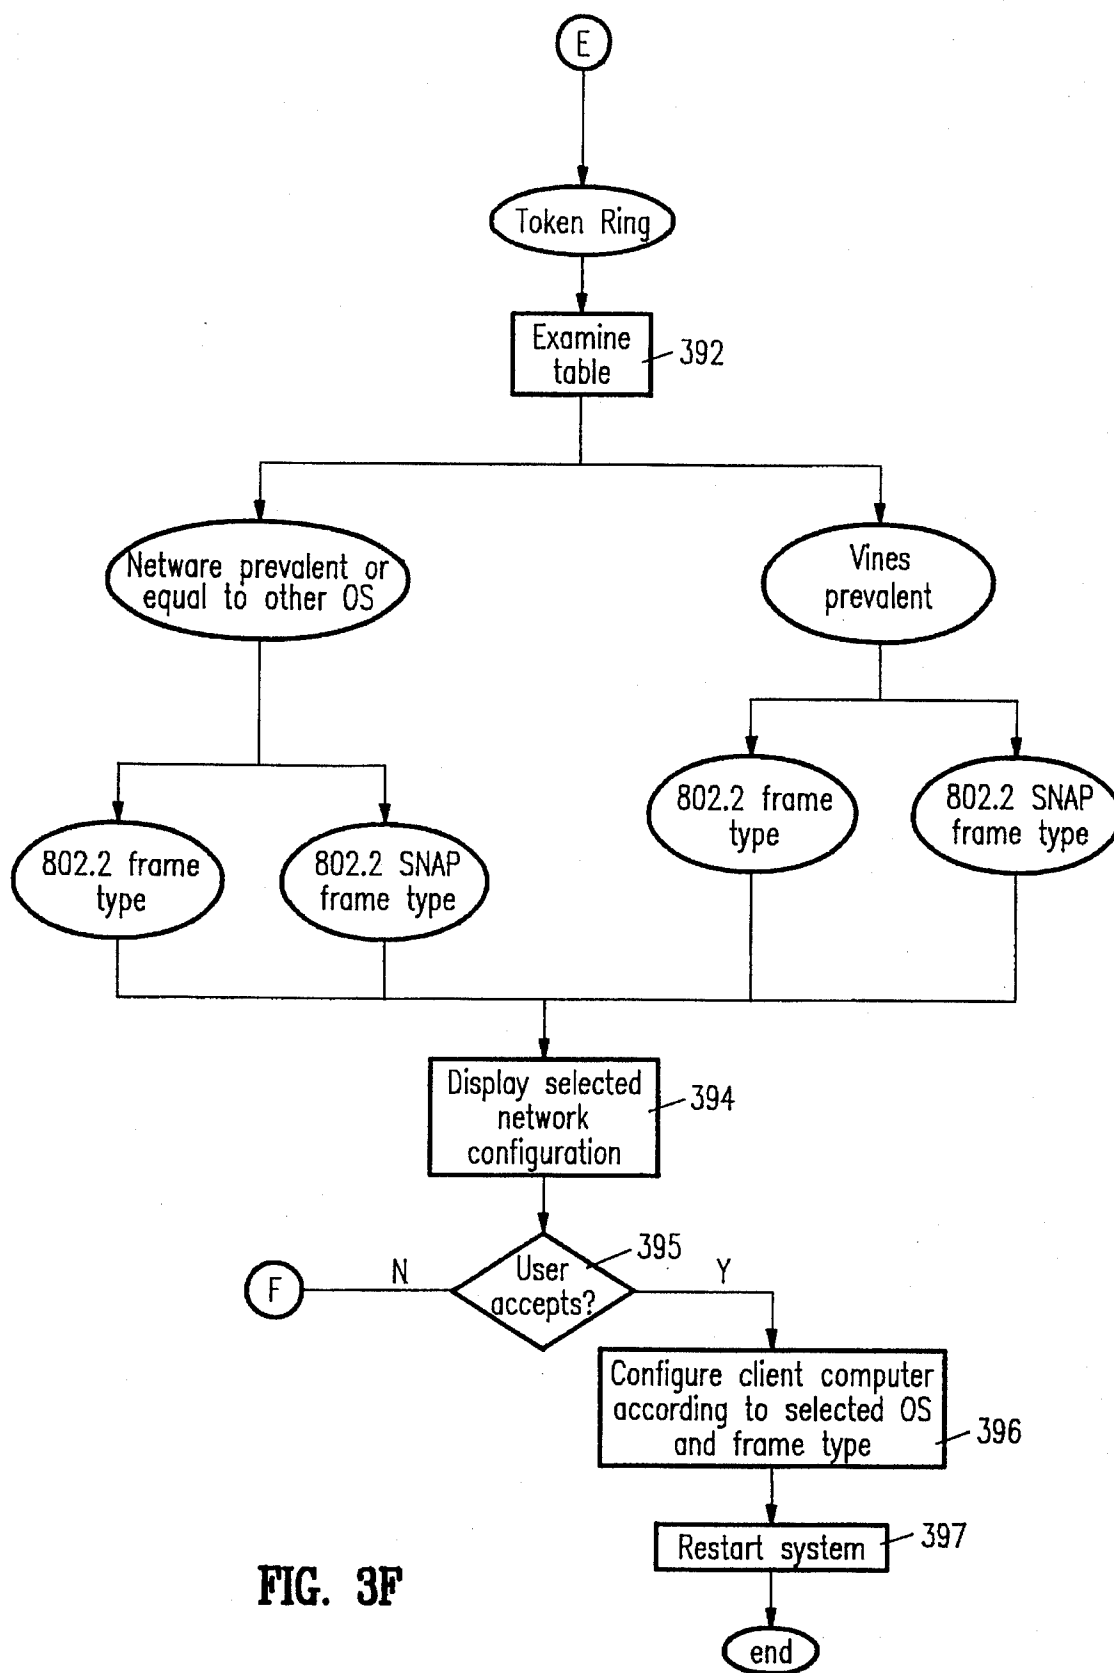 E
Token Ring
Examine
table
392
Netware prevalent or
equal to other OS
Vines
prevalent
802.2 frame
type
802.2 SNAP
frame type
802.2 frame
type
802.2 SNAP
frame type
Display selected
network
configuration
394
395
User
accepts?
N
Y
F
Configure client computer
according to selected OS
and frame type
396
Restart system
397
end
FIG. 3F